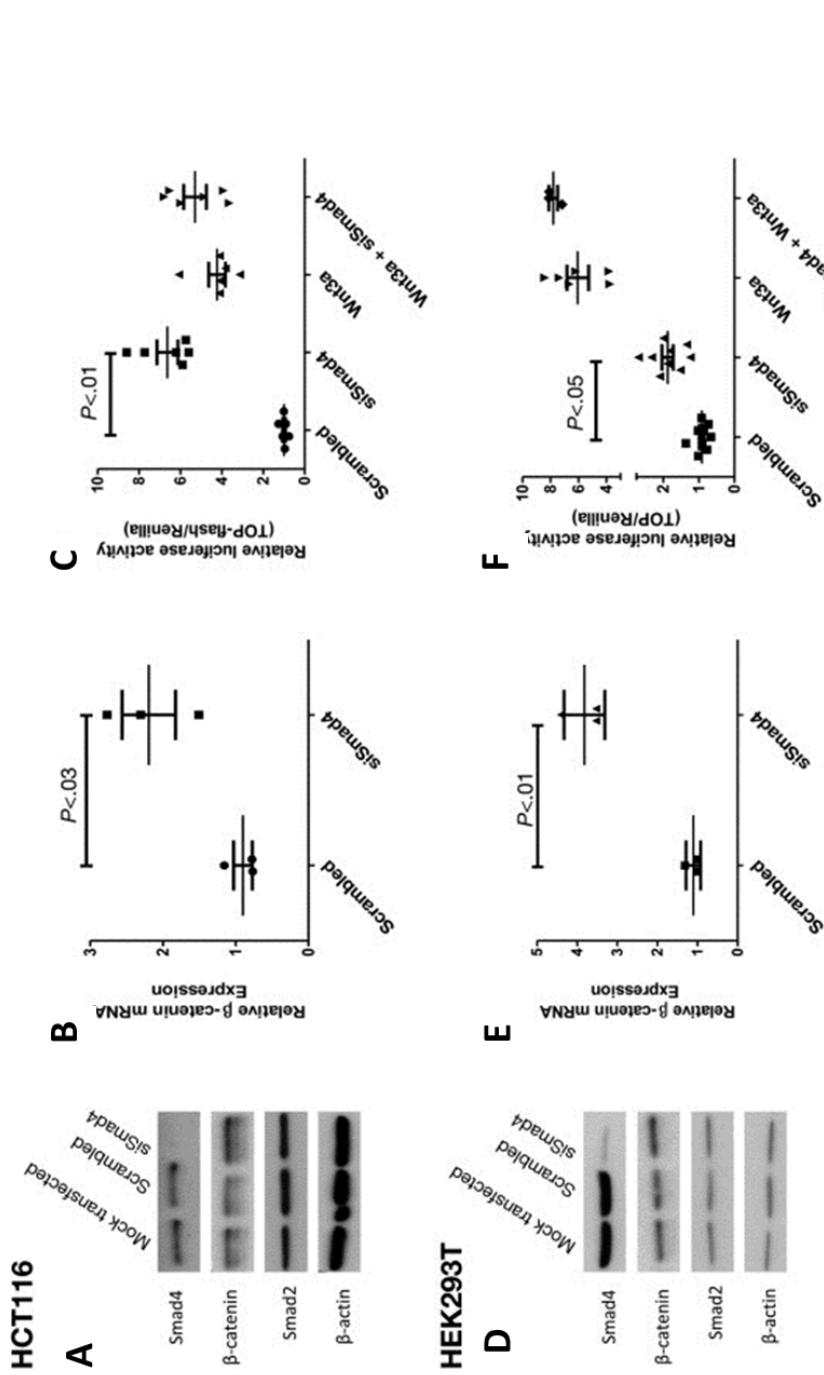 HCT116
A
Mock transfected
Scrambled
siSmad4
Smad4
β-catenin
Smad2
β-actin
B
Relative β-catenin mRNA
Expression
3
2
1
0
P<.03
Scrambled
siSmad4
C
Relative luciferase activity
(TOP-flash/Renilla)
10
8
6
4
2
0
P<.01
Scrambled
siSmad4
Wnt3a
Wnt3a + siSmad4
HEK293T
D
Mock transfected
Scrambled
siSmad4
Smad4
β-catenin
Smad2
β-actin
E
Relative β-catenin mRNA
Expression
5
4
3
2
1
0
P<.01
Scrambled
siSmad4
F
Relative luciferase activity
(TOP/Renilla)
10
8
6
4
2
1
0
P<.05
Scrambled
siSmad4
Wnt3a
ad4 + Wnt3a